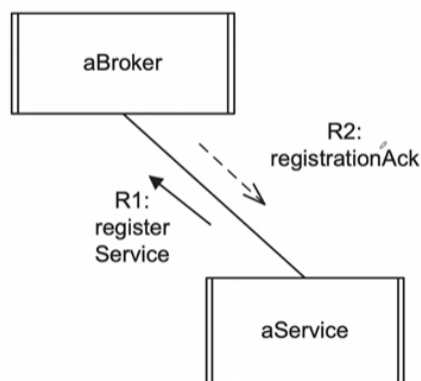 aBroker
R2:
registrationAck
R1:
register
Service
aService